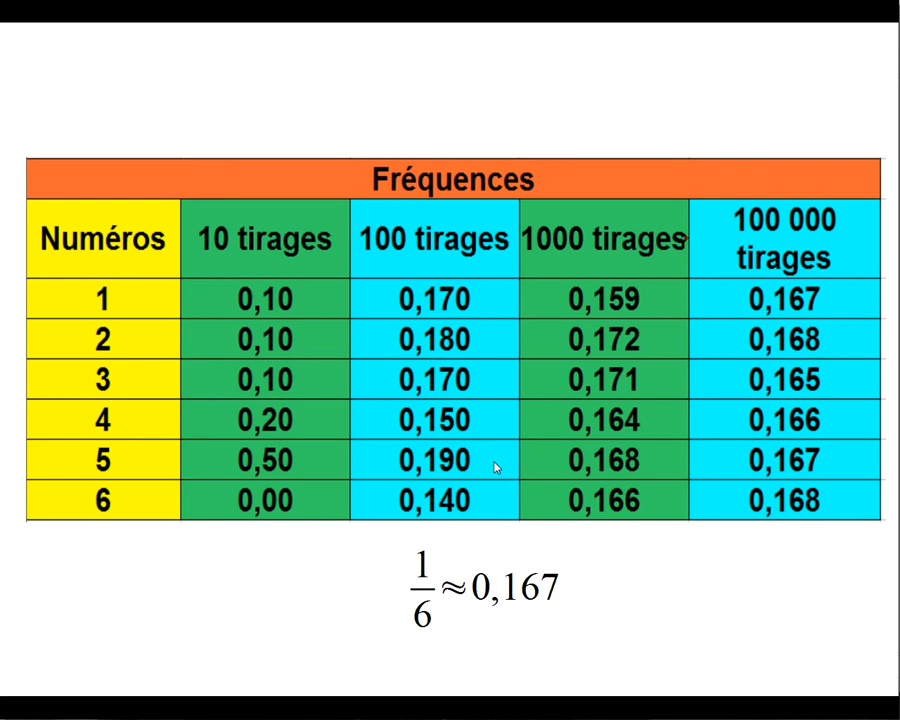 Fréquences
Numéros 10 tirages 100 tirages 1000 tirages 100 000 tirages
1 0,10 0,170 0,159 0,167
2 0,10 0,180 0,172 0,168
3 0,10 0,170 0,171 0,165
4 0,20 0,150 0,164 0,166
5 0,50 0,190 0,168 0,167
6 0,00 0,140 0,166 0,168
1/6 ≈ 0,167